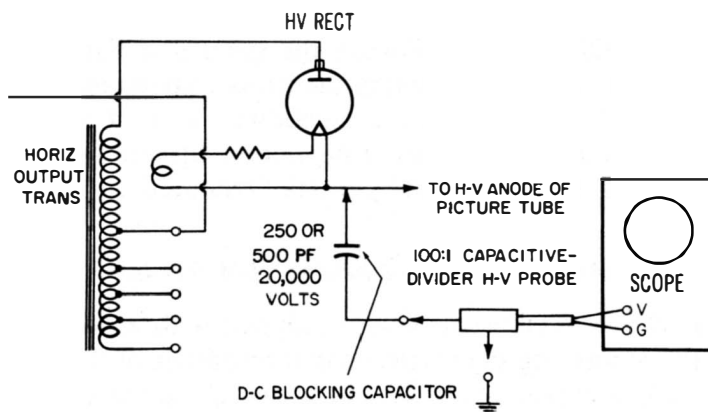 HV RECT
HORIZ
OUTPUT
TRANS
TO H-V ANODE OF
PICTURE TUBE
250 OR
500 PF
20,000
VOLTS
100:1 CAPACITIVE-
DIVIDER H-V PROBE
SCOPE
V
G
D-C BLOCKING CAPACITOR